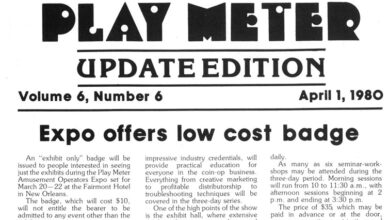 PLAY METER
UPDATE EDITION
Volume 6, Number 6
April 1, 1980
Expo offers low cost badge
An "exhibit only" badge will be
issued to people interested in seeing
just the exhibits during the Play Meter
Amusement Operators Expo set for
March 20—22 at the Fairmont Hotel
in New Orleans.
The badge, which will cost $10,
will not entitle the bearer to be
admitted to any event other than the
impressive industry credentials, will
provide practical education for
everyone in the coin-op business.
Everything from creative marketing
to profitable distributorship to
troubleshooting techniques will be
covered in the three-day series.
One of the high points of the show
is the exhibit hall, where extensive
daily.
As many as six seminar-work-
shops may be attended during the
three-day period. Morning sessions
will run from 10 to 11:30 a.m., with
afternoon sessions beginning at 2
p.m. and ending at 3:30 p.m.
The price of $35, which may be
paid in advance or at the door